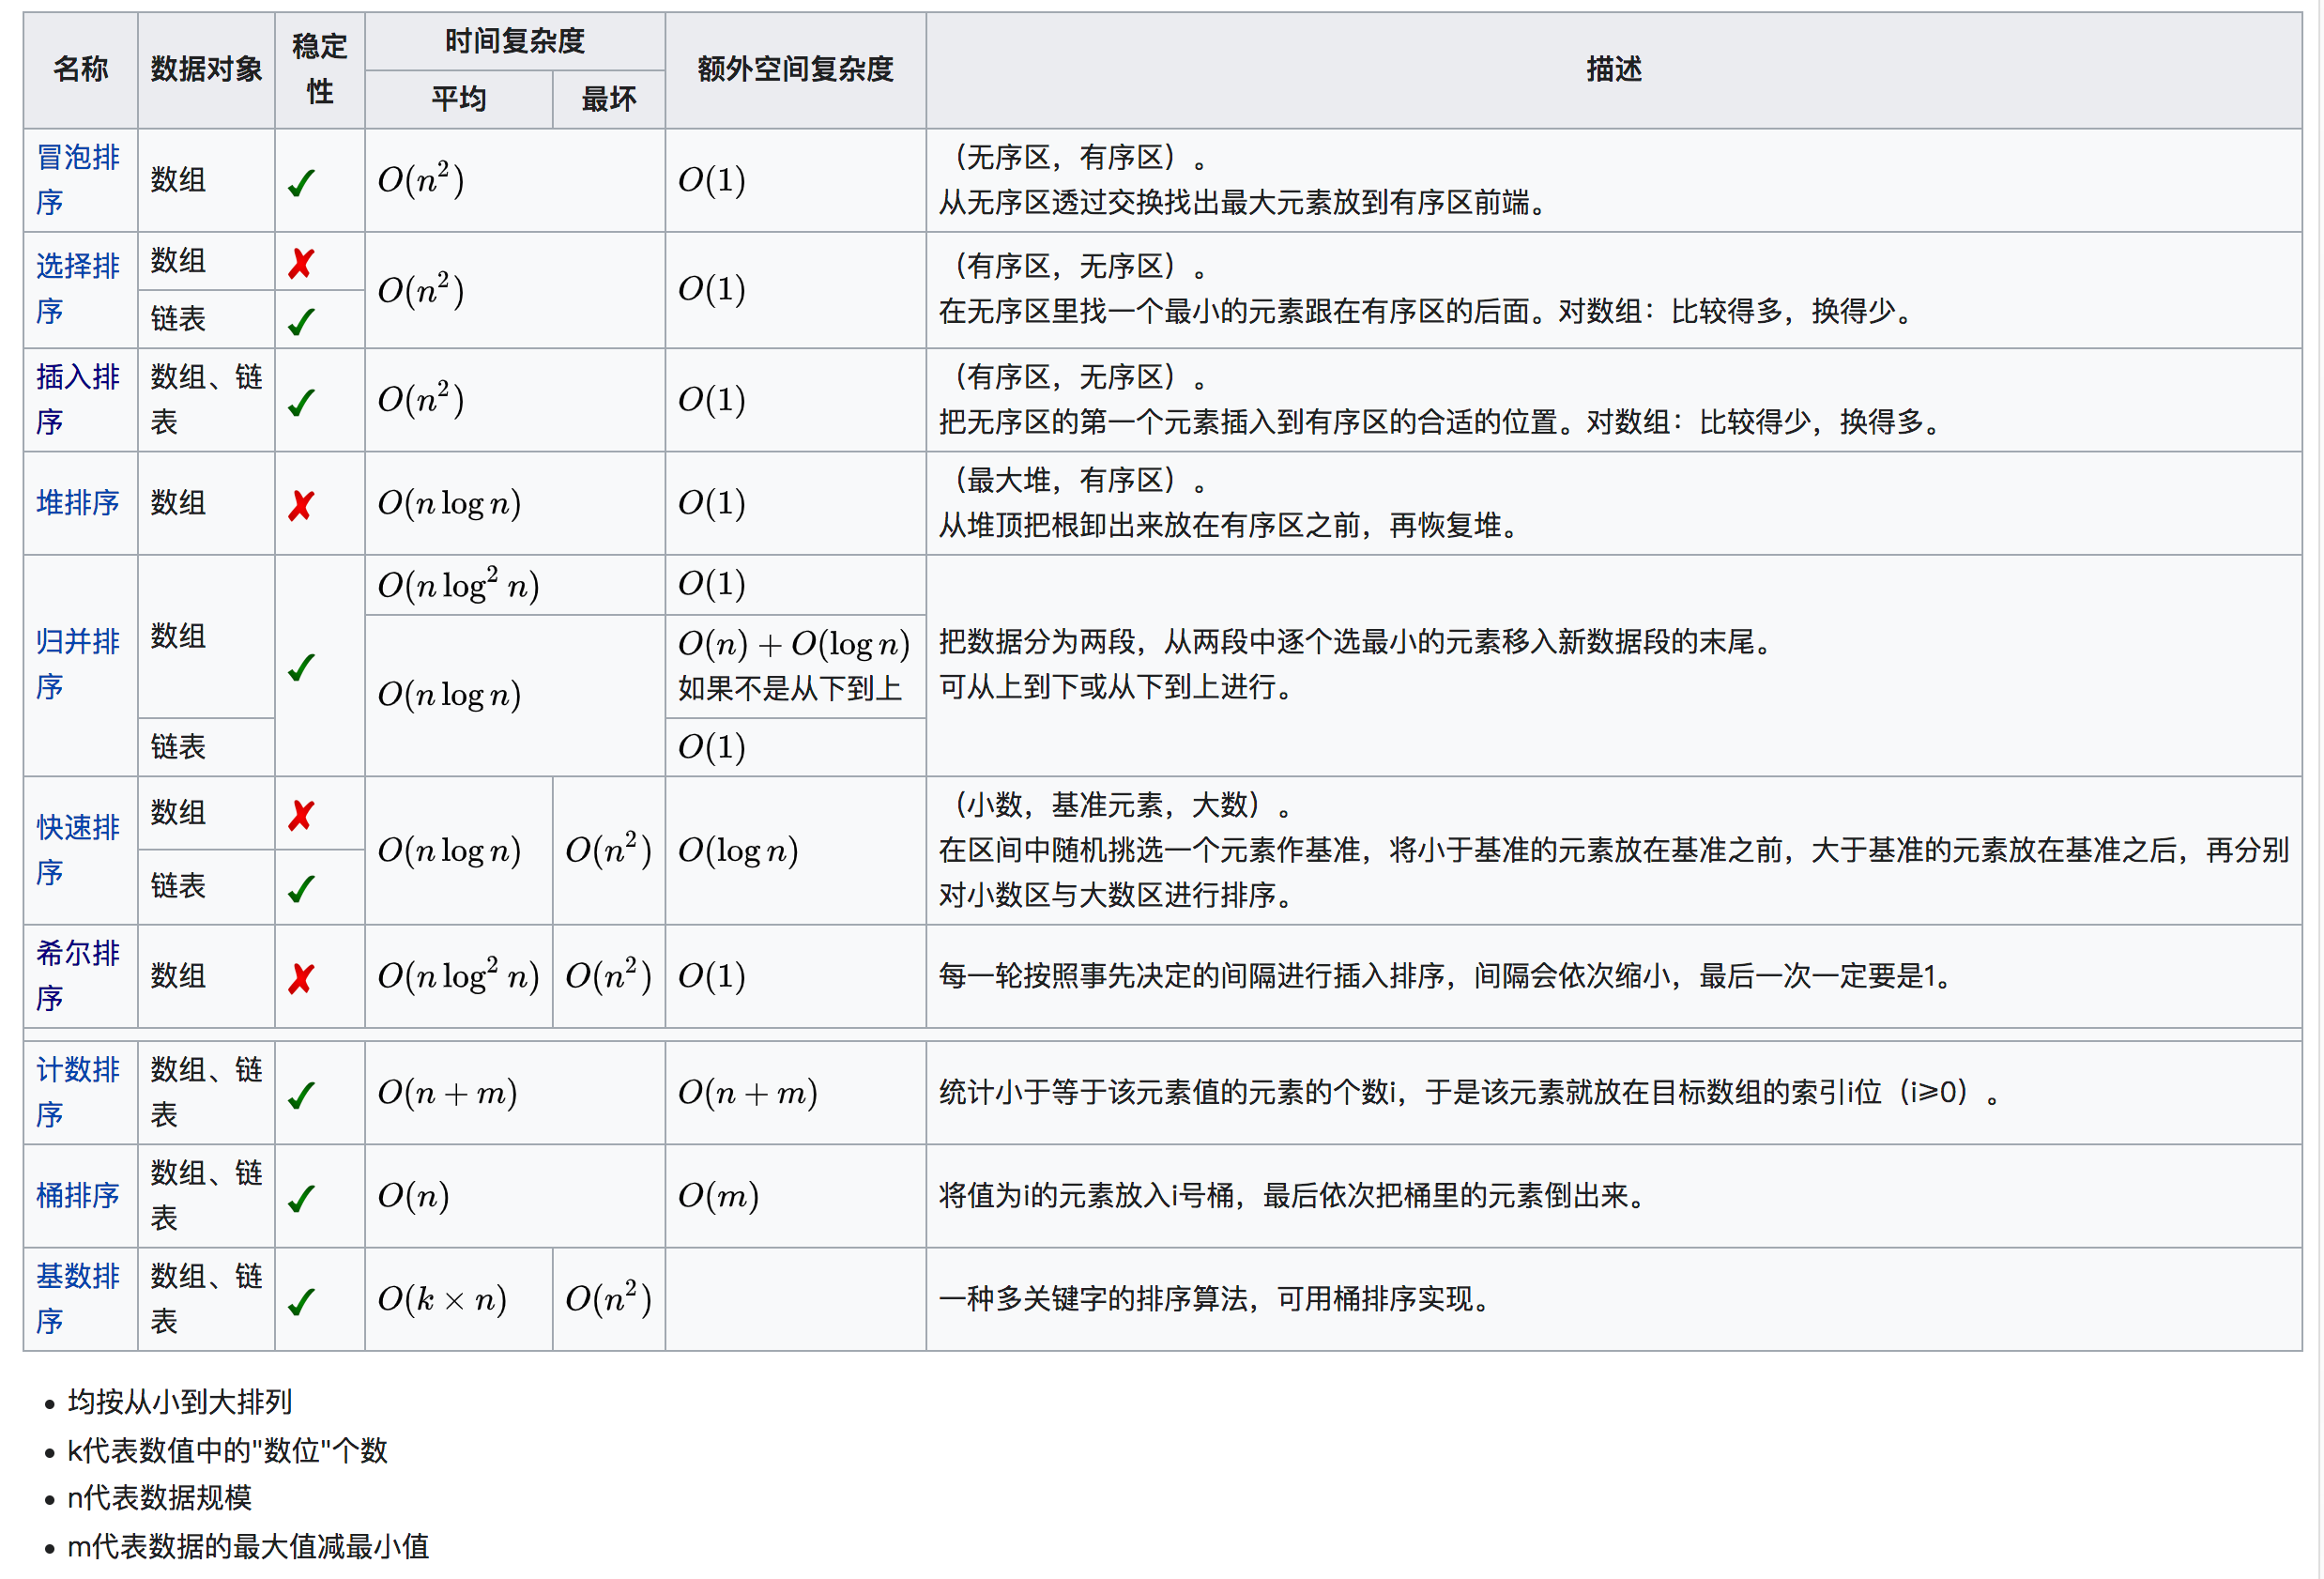 名称 数据对象 稳定性 时间复杂度 额外空间复杂度 描述
平均 最坏
冒泡排序 数组 ✓ O(n²) O(1) （无序区，有序区）。
从无序区透过交换找出最大元素放到有序区前端。
选择排序 数组 ✗ O(n²) O(1) （有序区，无序区）。
链表 ✓ 在无序区里找一个最小的元素跟在有序区的后面。对数组：比较得多，换得少。
插入排序 数组、链表 ✓ O(n²) O(1) （有序区，无序区）。
把无序区的第一个元素插入到有序区的合适的位置。对数组：比较得少，换得多。
堆排序 数组 ✗ O(n log n) O(1) （最大堆，有序区）。
从堆顶把根卸出来放在有序区之前，再恢复堆。
归并排序 数组 ✓ O(n log² n) O(1)
O(n log n) O(n) + O(log n) 如果不是从下到上
把数据分为两段，从两段中逐个选最小的元素移入新数据段的末尾。
可从上到下或从下到上进行。
链表 O(1)
快速排序 数组 ✗ O(n log n) O(n²) O(log n) （小数，基准元素，大数）。
链表 ✓ 在区间中随机挑选一个元素作基准，将小于基准的元素放在基准之前，大于基准的元素放在基准之后，再分别
对小数区与大数区进行排序。
希尔排序 数组 ✗ O(n log² n) O(n²) O(1) 每一轮按照事先决定的间隔进行插入排序，间隔会依次缩小，最后一次一定要是1。
计数排序 数组、链表 ✓ O(n + m) O(n + m) 统计小于等于该元素值的元素的个数i，于是该元素就放在目标数组的索引i位（i⩾0）。
桶排序 数组、链表 ✓ O(n) O(m) 将值为i的元素放入i号桶，最后依次把桶里的元素倒出来。
基数排序 数组、链表 ✓ O(k × n) O(n²) 一种多关键字的排序算法，可用桶排序实现。
• 均按从小到大排列
• k代表数值中的"数位"个数
• n代表数据规模
• m代表数据的最大值减最小值